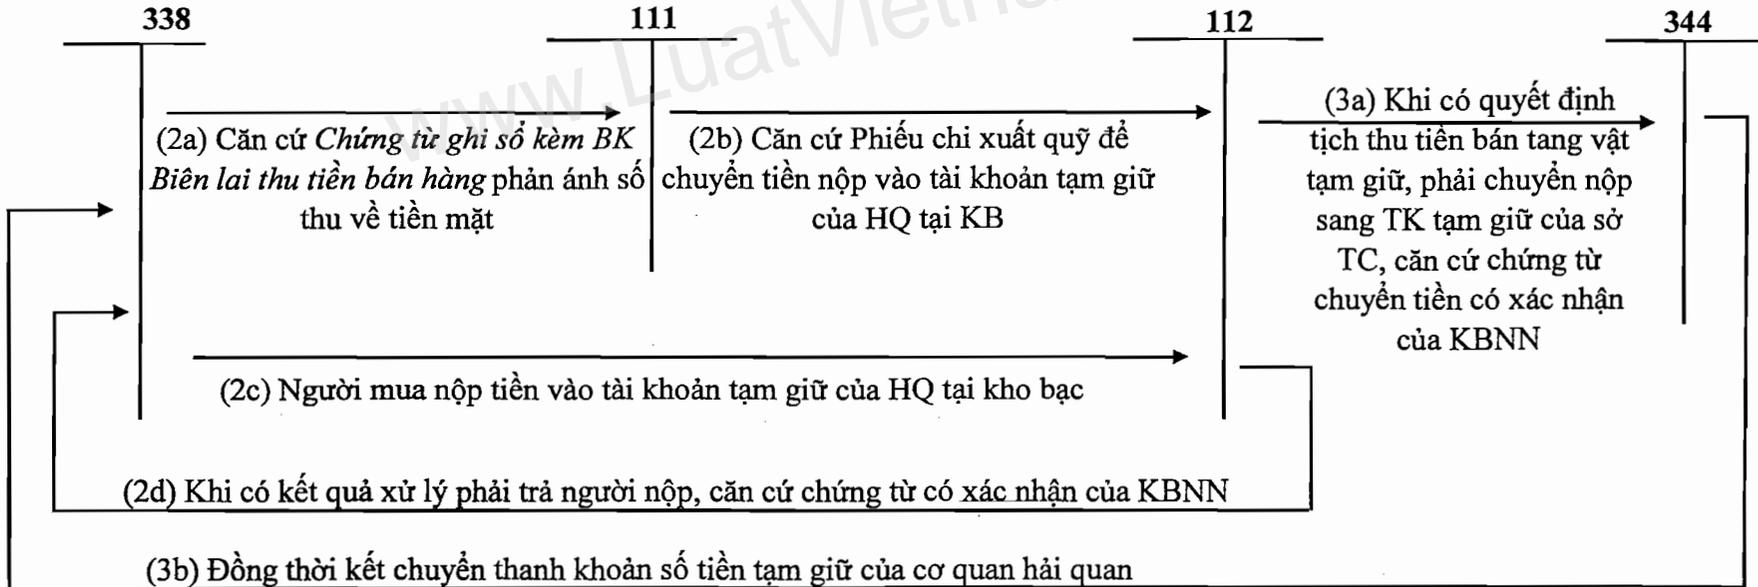 338
111
112
344
www.LuatVietna
(2a) Căn cứ Chứng từ ghi sổ kèm BK
Biên lai thu tiền bán hàng phản ánh số
thu về tiền mặt
(2b) Căn cứ Phiếu chi xuất quỹ để
chuyển tiền nộp vào tài khoản tạm giữ
của HQ tại KB
(3a) Khi có quyết định
tịch thu tiền bán tang vật
tạm giữ, phải chuyển nộp
sang TK tạm giữ của sở
TC, căn cứ chứng từ
chuyển tiền có xác nhận
của KBNN
(2c) Người mua nộp tiền vào tài khoản tạm giữ của HQ tại kho bạc
(2d) Khi có kết quả xử lý phải trả người nộp, căn cứ chứng từ có xác nhận của KBNN
(3b) Đồng thời kết chuyển thanh khoản số tiền tạm giữ của cơ quan hải quan